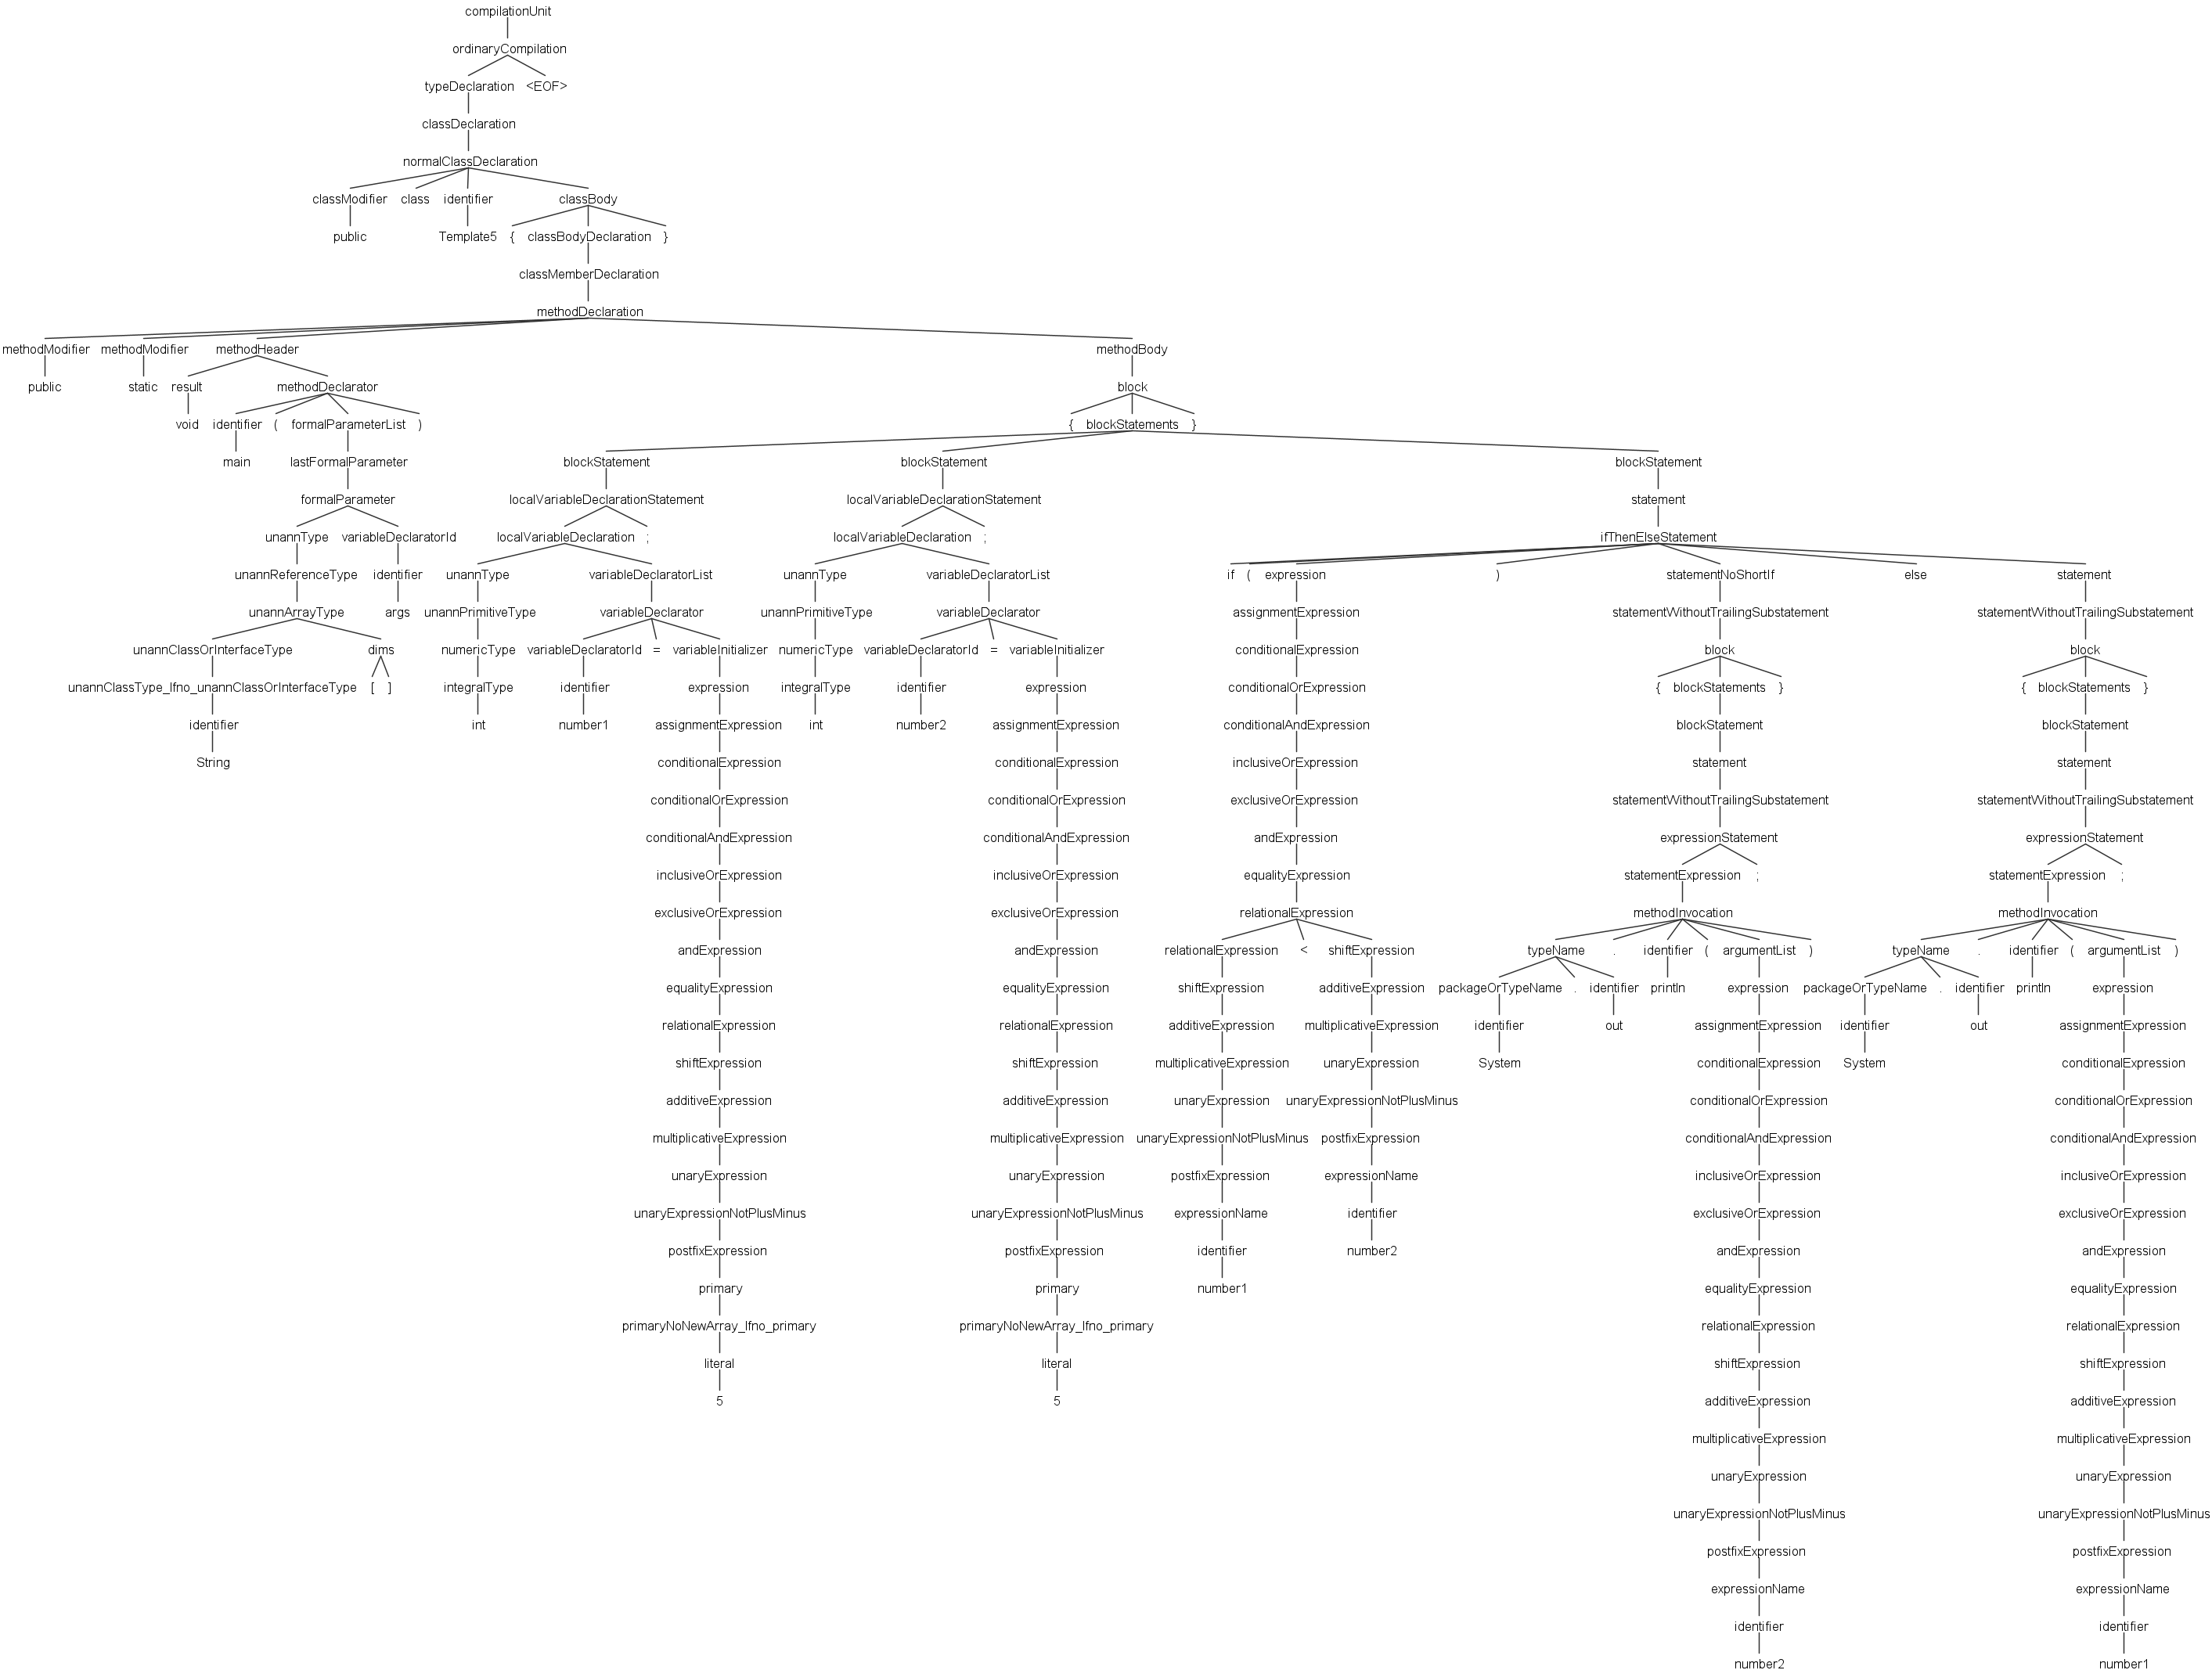 compilationUnit
ordinaryCompilation
typeDeclaration <EOF>
classDeclaration
normalClassDeclaration
classModifier class identifier classBody
public Template5 { classBodyDeclaration }
classMemberDeclaration
methodDeclaration
methodModifier methodModifier methodHeader methodBody
public static result methodDeclarator block
void identifier ( formalParameterList ) { blockStatements }
main lastFormalParameter blockStatement blockStatement blockStatement
formalParameter localVariableDeclarationStatement localVariableDeclarationStatement statement
unannType variableDeclaratorId localVariableDeclaration ; localVariableDeclaration ; ifThenElseStatement
unannReferenceType identifier unannType variableDeclaratorList unannType variableDeclaratorList if ( expression ) statementNoShortIf else statement
unannArrayType args unannPrimitiveType variableDeclarator unannPrimitiveType variableDeclarator assignmentExpression statementWithoutTrailingSubstatement statementWithoutTrailingSubstatement
unannClassOrInterfaceType dims numericType variableDeclaratorId = variableInitializer numericType variableDeclaratorId = variableInitializer conditionalExpression block block
unannClassType_lfno_unannClassOrInterfaceType [ ] integralType identifier expression integralType identifier expression conditionalOrExpression { blockStatements } { blockStatements }
identifier int number1 assignmentExpression int number2 assignmentExpression conditionalAndExpression blockStatement blockStatement
String conditionalExpression conditionalExpression inclusiveOrExpression statement statement
conditionalOrExpression conditionalOrExpression exclusiveOrExpression statementWithoutTrailingSubstatement statementWithoutTrailingSubstatement
conditionalAndExpression conditionalAndExpression andExpression expressionStatement expressionStatement
inclusiveOrExpression inclusiveOrExpression equalityExpression statementExpression ; statementExpression ;
exclusiveOrExpression exclusiveOrExpression relationalExpression methodInvocation methodInvocation
andExpression andExpression relationalExpression < shiftExpression typeName . identifier ( argumentList ) typeName . identifier ( argumentList )
equalityExpression equalityExpression shiftExpression additiveExpression packageOrTypeName . identifier println expression packageOrTypeName . identifier println expression
relationalExpression relationalExpression additiveExpression multiplicativeExpression identifier out assignmentExpression identifier out assignmentExpression
shiftExpression shiftExpression multiplicativeExpression unaryExpression System conditionalExpression System conditionalExpression
additiveExpression additiveExpression unaryExpression unaryExpressionNotPlusMinus conditionalOrExpression conditionalOrExpression
multiplicativeExpression multiplicativeExpression unaryExpressionNotPlusMinus postfixExpression conditionalAndExpression conditionalAndExpression
unaryExpression unaryExpression postfixExpression expressionName inclusiveOrExpression inclusiveOrExpression
unaryExpressionNotPlusMinus unaryExpressionNotPlusMinus expressionName identifier exclusiveOrExpression exclusiveOrExpression
postfixExpression postfixExpression identifier number2 andExpression andExpression
primary primary number1 equalityExpression equalityExpression
primaryNoNewArray_lfno_primary primaryNoNewArray_lfno_primary relationalExpression relationalExpression
literal literal shiftExpression shiftExpression
5 5 additiveExpression additiveExpression
multiplicativeExpression multiplicativeExpression
unaryExpression unaryExpression
unaryExpressionNotPlusMinus unaryExpressionNotPlusMinus
postfixExpression postfixExpression
expressionName expressionName
identifier identifier
number2 number1